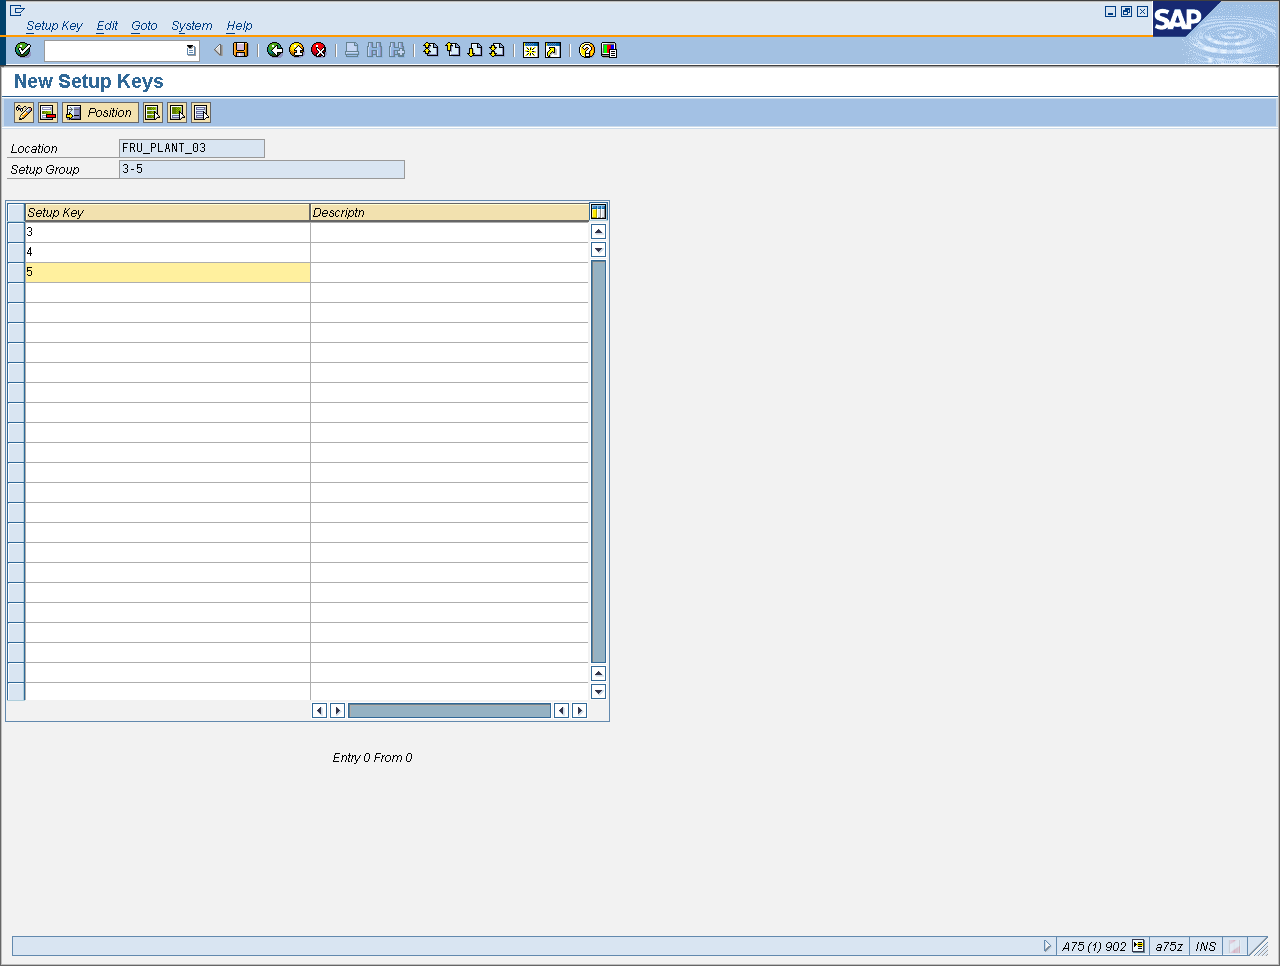 Setup Key Edit Goto System Help
SAP
New Setup Keys
Position
Location FRU_PLANT_03
Setup Group 3-5
Setup Key Descriptn
3
4
5
Entry 0 From 0
A75 (1) 902 a75z INS